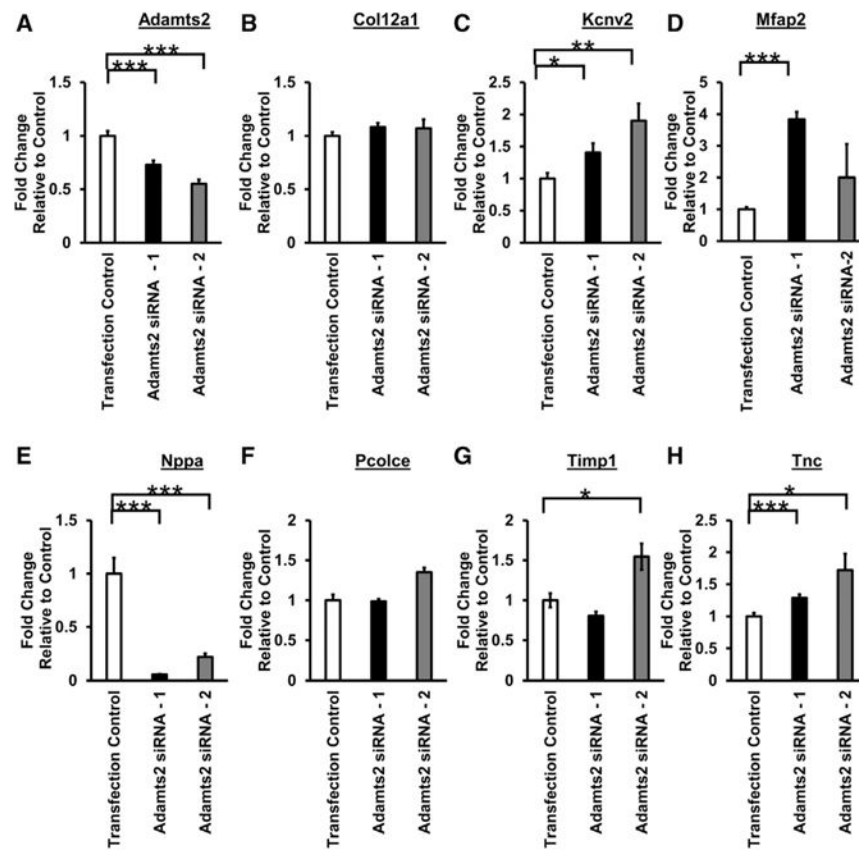 A Adamts2
***
***
Fold Change
Relative to Control
1.5
1
0.5
0
Transfection Control
Adamts2 siRNA - 1
Adamts2 siRNA - 2
B Col12a1
Fold Change
Relative to Control
1.5
1
0.5
0
Transfection Control
Adamts2 siRNA - 1
Adamts2 siRNA - 2
C Kcnv2
**
*
Fold Change
Relative to Control
2.5
2
1.5
1
0.5
0
Transfection Control
Adamts2 siRNA - 1
Adamts2 siRNA - 2
D Mfap2
***
Fold Change
Relative to Control
5
4
2
1
0
Transfection Control
Adamts2 siRNA - 1
Adamts2 siRNA-2
E Nppa
***
***
Fold Change
Relative to Control
1.5
1
0.5
0
Transfection Control
Adamts2 siRNA - 1
Adamts2 siRNA - 2
F Pcolce
Fold Change
Relative to Control
2
1.5
1
0.5
0
Transfection Control
Adamts2 siRNA - 1
Adamts2 siRNA - 2
G Timp1
*
Fold Change
Relative to Control
2
1.5
1
0.5
0
Transfection Control
Adamts2 siRNA - 1
Adamts2 siRNA - 2
H Tnc
*
***
Fold Change
Relative to Control
2.5
2
1.5
1
0.5
0
Transfection Control
Adamts2 siRNA - 1
Adamts2 siRNA - 2